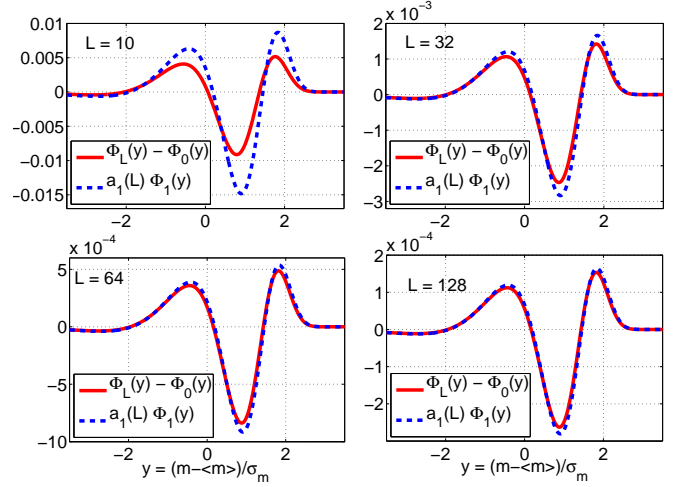 0.01
0.005
0
−0.005
−0.01
−0.015
L = 10
Φ_L(y) − Φ_0(y)
a_1(L) Φ_1(y)
−2 0 2
x 10^−3
2
1
0
−1
−2
−3
L = 32
Φ_L(y) − Φ_0(y)
a_1(L) Φ_1(y)
−2 0 2
x 10^−4
5
0
−5
−10
L = 64
Φ_L(y) − Φ_0(y)
a_1(L) Φ_1(y)
−2 0 2
y = (m−<m>)/σ_m
x 10^−4
2
1
0
−1
−2
L = 128
Φ_L(y) − Φ_0(y)
a_1(L) Φ_1(y)
−2 0 2
y = (m−<m>)/σ_m